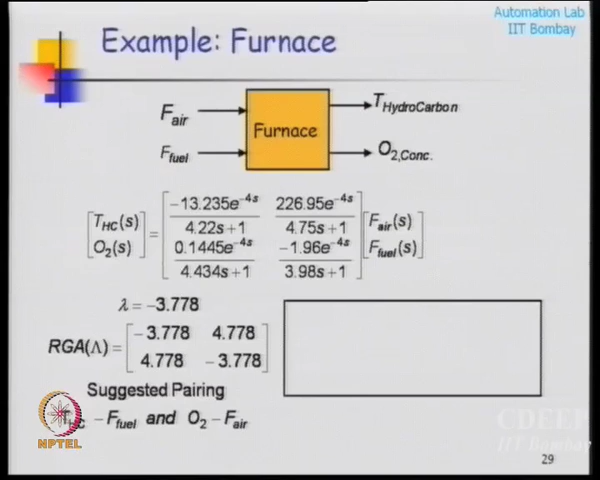 Automation Lab
IIT Bombay
Example: Furnace
F_air
F_fuel
Furnace
T_HydroCarbon
O_2,Conc.
[T_HC(s) O_2(s)] = [-13.235e^-4s / 4.22s+1 226.95e^-4s / 4.75s+1 0.1445e^-4s / 4.434s+1 -1.96e^-4s / 3.98s+1] [F_air(s) F_fuel(s)]
λ = -3.778
RGA(Λ) = [-3.778 4.778 4.778 -3.778]
Suggested Pairing
T_HC - F_fuel and O_2 - F_air
NPTEL
CDEEP
IIT Bombay
29